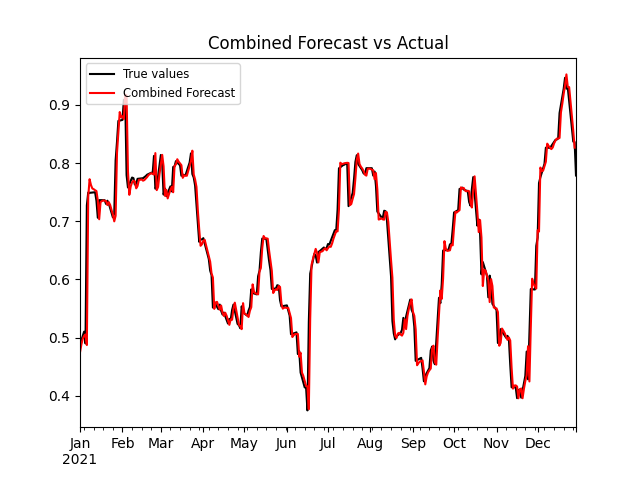 Combined Forecast vs Actual
True values
Combined Forecast
0.9
0.8
0.7
0.6
0.5
0.4
Jan Feb Mar Apr May Jun Jul Aug Sep Oct Nov Dec
2021